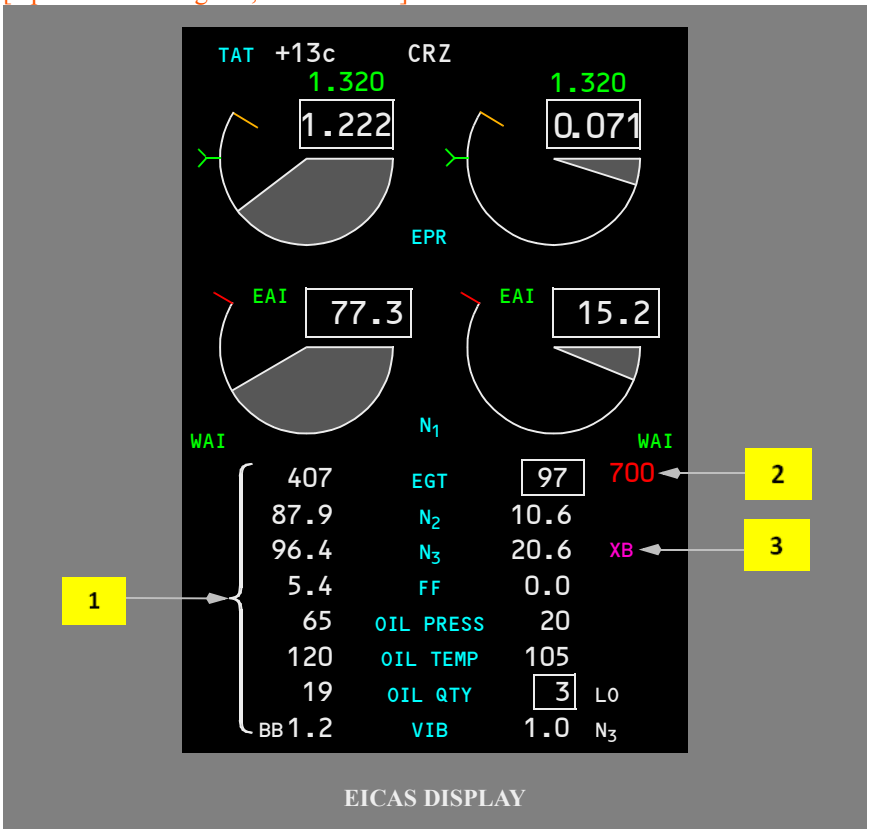 TAT +13c CRZ
1.320 1.320
1.222 0.071
EPR
EAI 77.3 EAI 15.2
N1
WAI WAI
407 EGT 97 700 2
87.9 N2 10.6
96.4 N3 20.6 XB 3
5.4 FF 0.0
1
65 OIL PRESS 20
120 OIL TEMP 105
19 OIL QTY 3 LO
BB 1.2 VIB 1.0 N3
EICAS DISPLAY